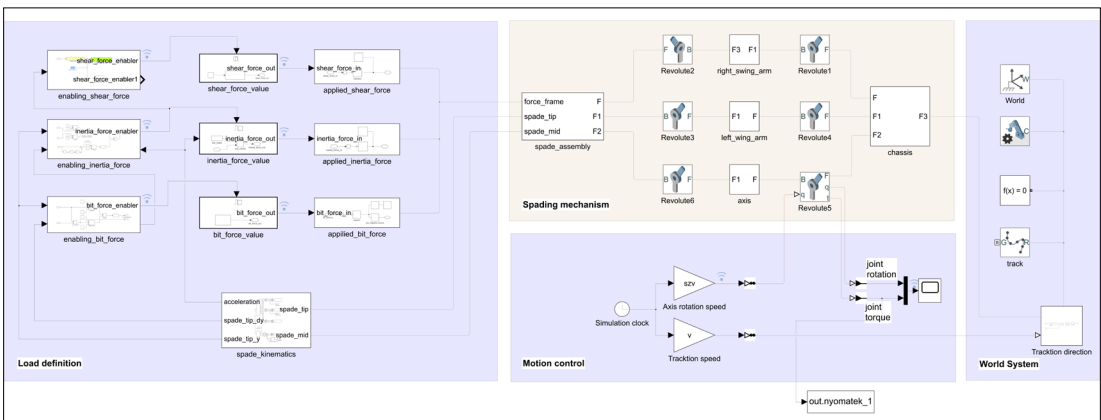 shear_force_enabler
shear_force_enabler1
enabling_shear_force
shear_force_out
shear_force_value
shear_force_in
applied_shear_force
inertia_force_enabler
enabling_inertia_force
inertia_force_out
inertia_force_value
inertia_force_in
applied_inertia_force
bit_force_enabler
enabling_bit_force
bit_force_out
bit_force_value
bit_force_in
appilied_bit_force
acceleration
spade_tip_dy
spade_tip_y
spade_tip
spade_mid
spade_kinematics
Load definition
force_frame F
spade_tip F1
spade_mid F2
spade_assembly
F B
Revolute2
F3 F1
right_swing_arm
B F
Revolute1
B F
Revolute3
F F1
left_wing_arm
B F
Revolute4
B F
Revolute6
F1 F
axis
B F
q q
t
Revolute5
F
F2
F3
chassis
Spading mechanism
Simulation clock
szv
Axis rotation speed
v
Tracktion speed
joint
rotation
joint
torque
Motion control
out.nyomatek_1
W
World
C
f(x) = 0
B G R
track
Tracktion direction
World System